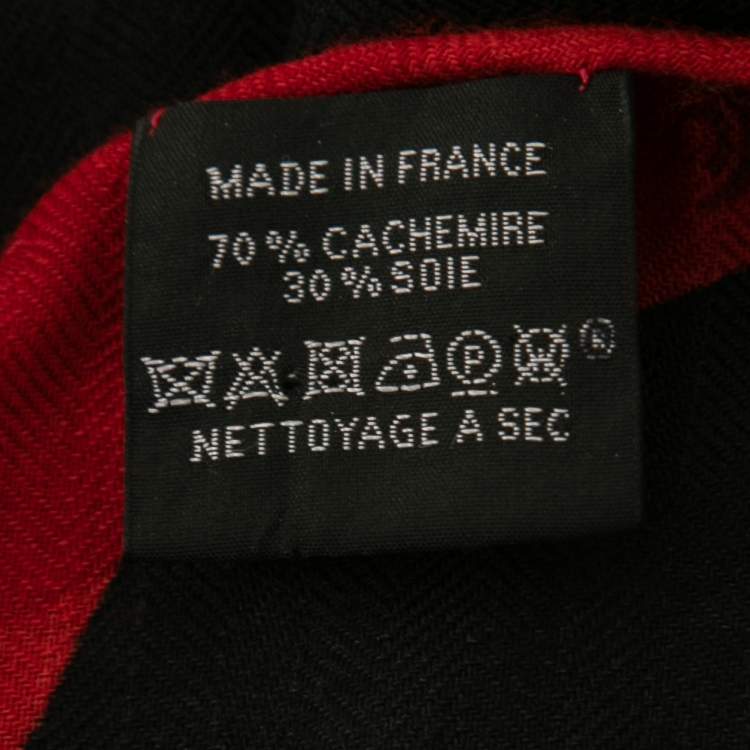 MADE IN FRANCE
70 % CACHEMIRE
30 % SOIE
P W ®
NETTOYAGE A SEC